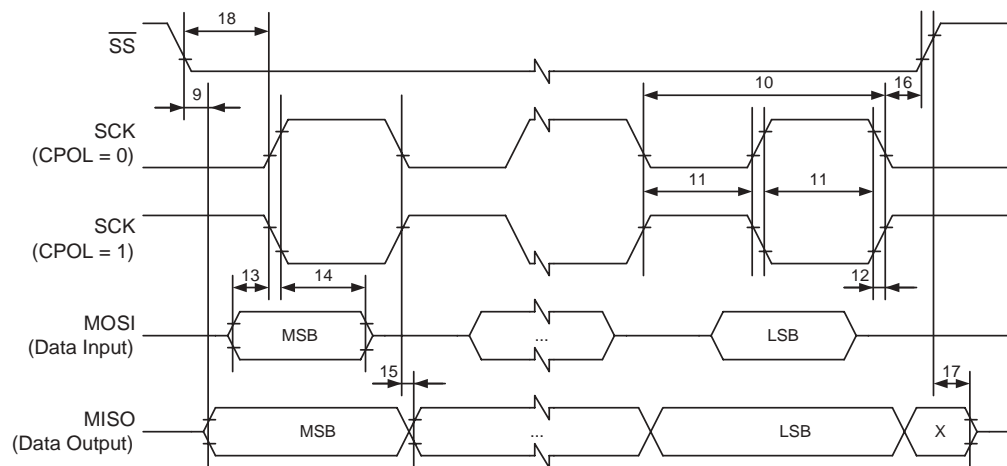 18
SS
9
10
16
SCK
(CPOL = 0)
11
11
SCK
(CPOL = 1)
13
14
12
MOSI
(Data Input)
MSB
...
LSB
15
17
MISO
(Data Output)
MSB
...
LSB
X